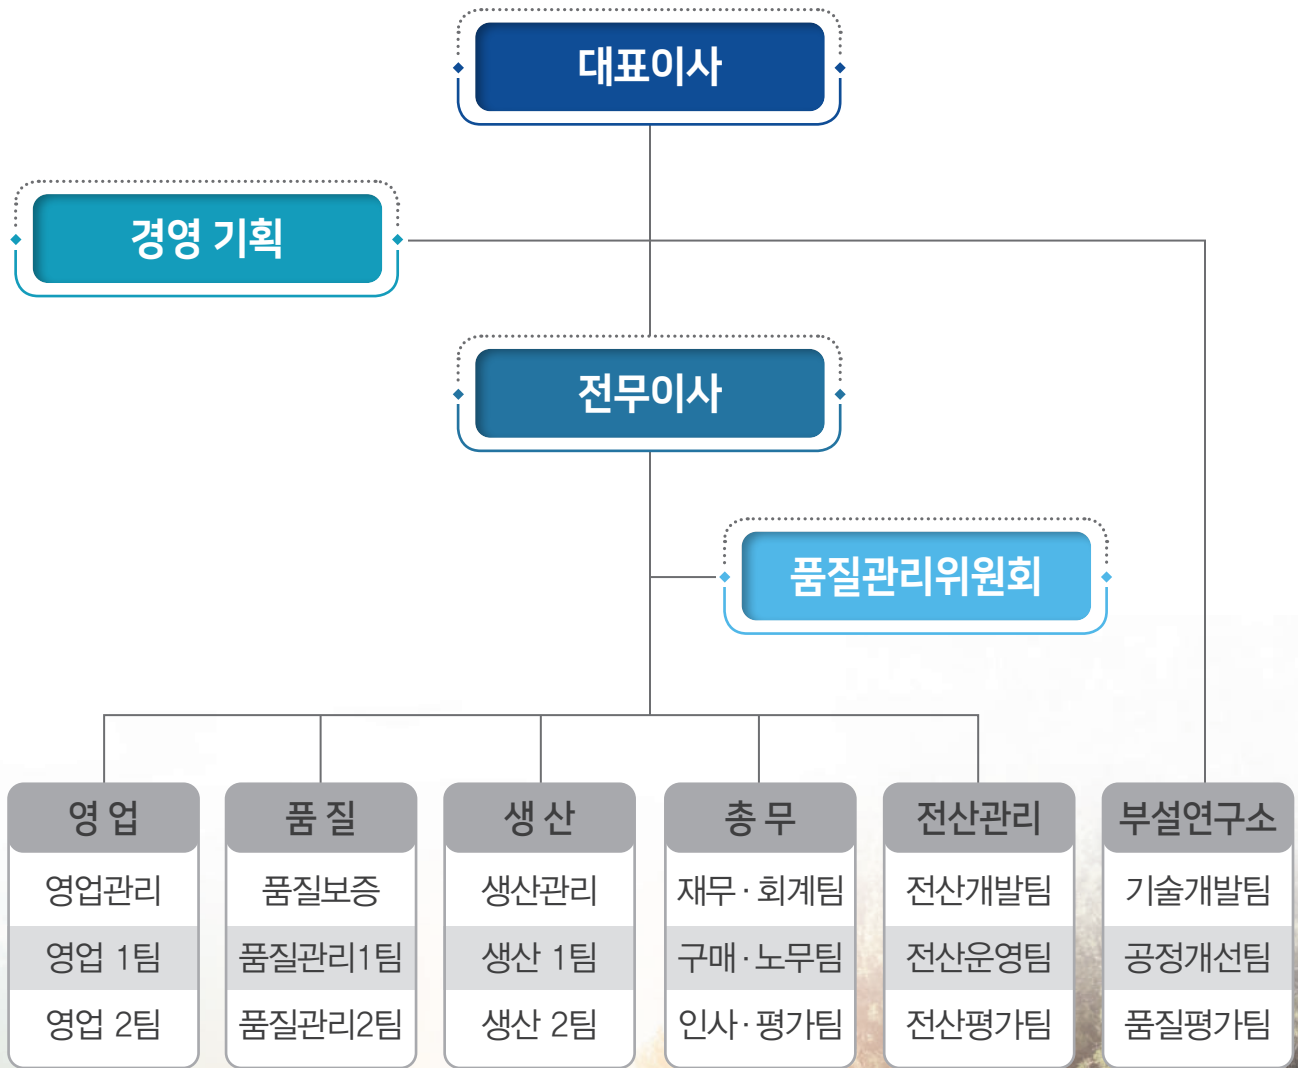 대표이사
경영 기획
전무이사
품질관리위원회
영 업
영업관리
영업 1팀
영업 2팀
품 질
품질보증
품질관리1팀
품질관리2팀
생 산
생산관리
생산 1팀
생산 2팀
총 무
재무 · 회계팀
구매 · 노무팀
인사 · 평가팀
전산관리
전산개발팀
전산운영팀
전산평가팀
부설연구소
기술개발팀
공정개선팀
품질평가팀